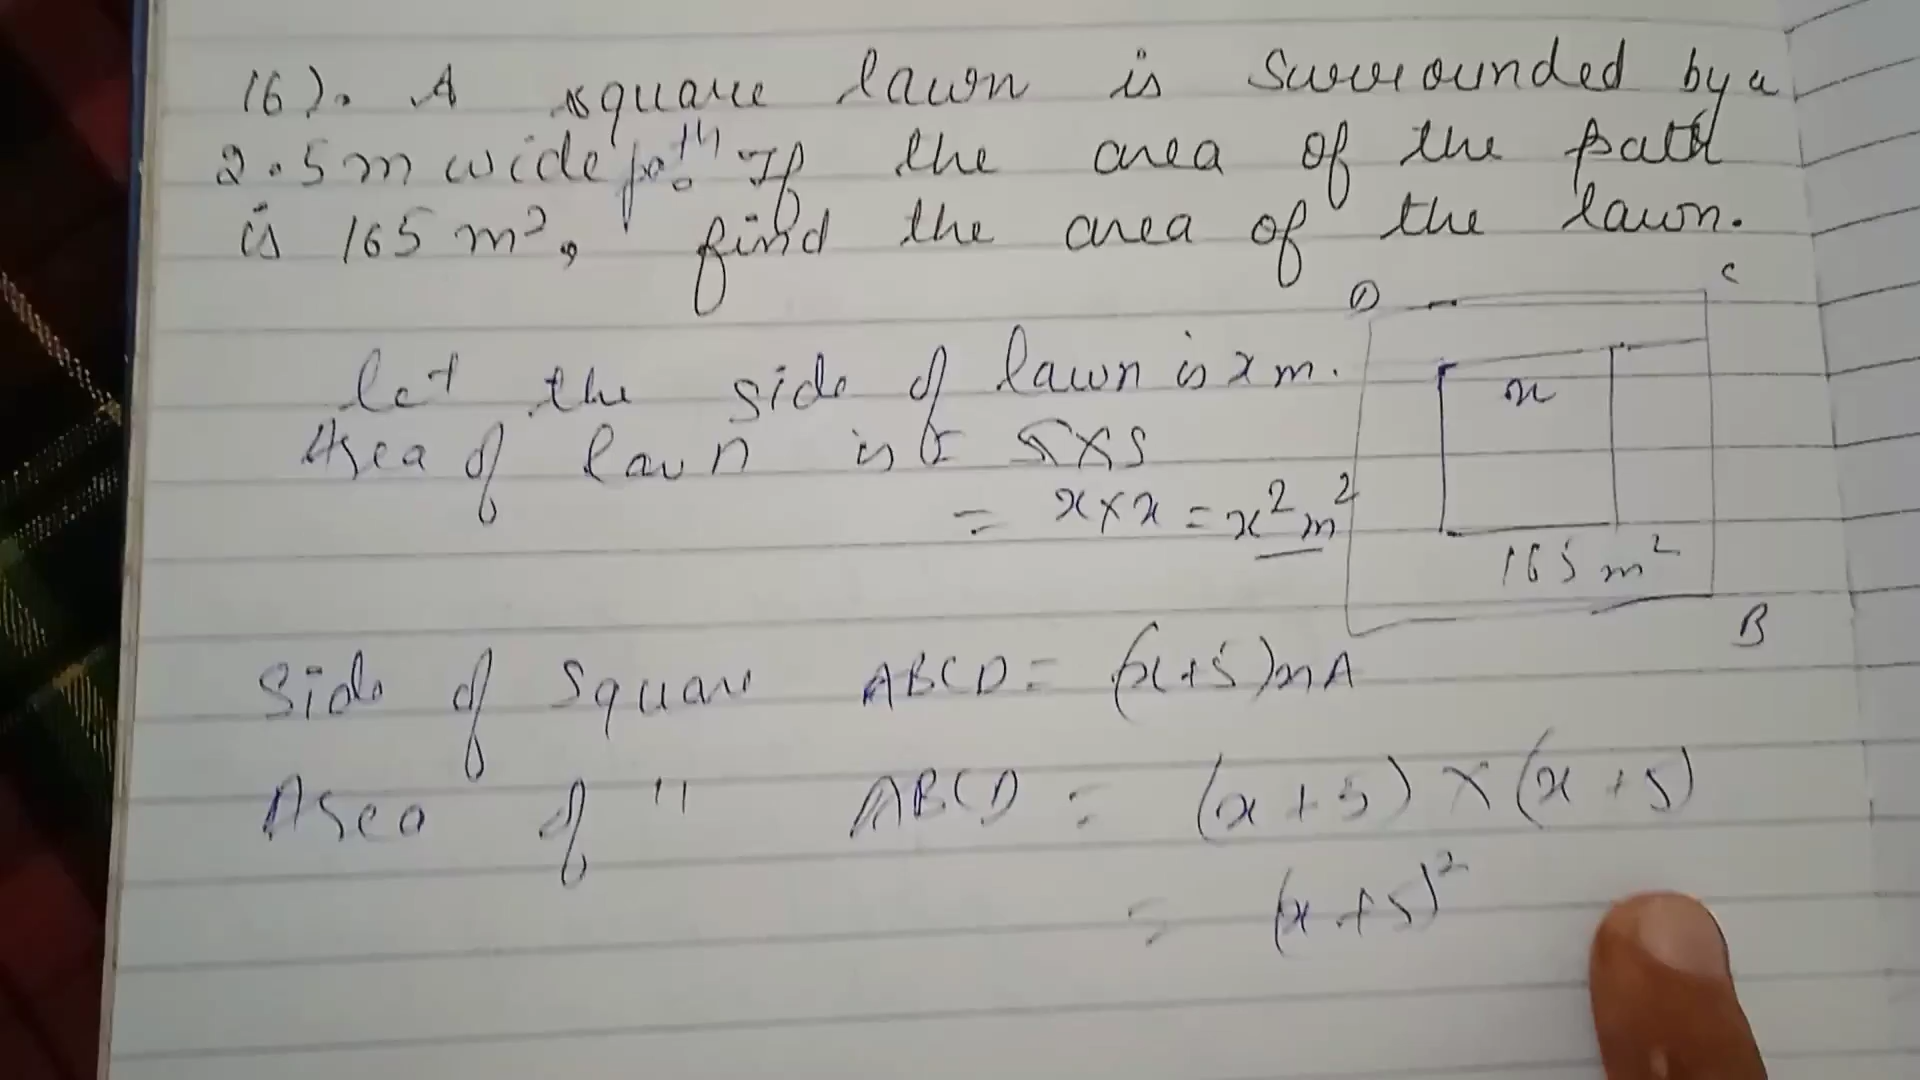 16). A square lawn is surrounded by a
2.5m wide path. If the area of the path
is 165 m², find the area of the lawn.
D C
Let the side of lawn is x m.
x
Area of lawn is = S×S
= x×x = x² m²
165 m²
B
Side of Square ABCD = (x+5)m A
Area of " ABCD = (x+5)×(x+5)
= (x+5)²